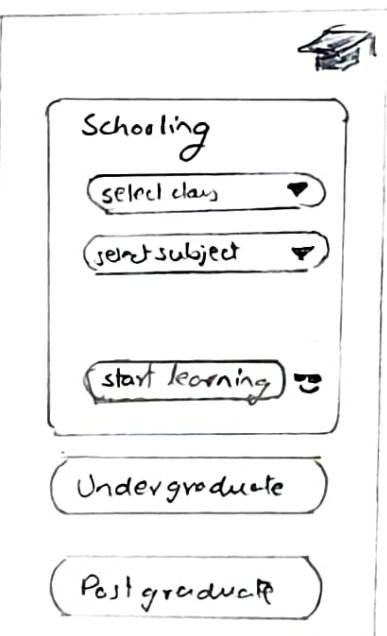 Schooling
select class
select subject
start learning
Undergraduate
Postgraduate